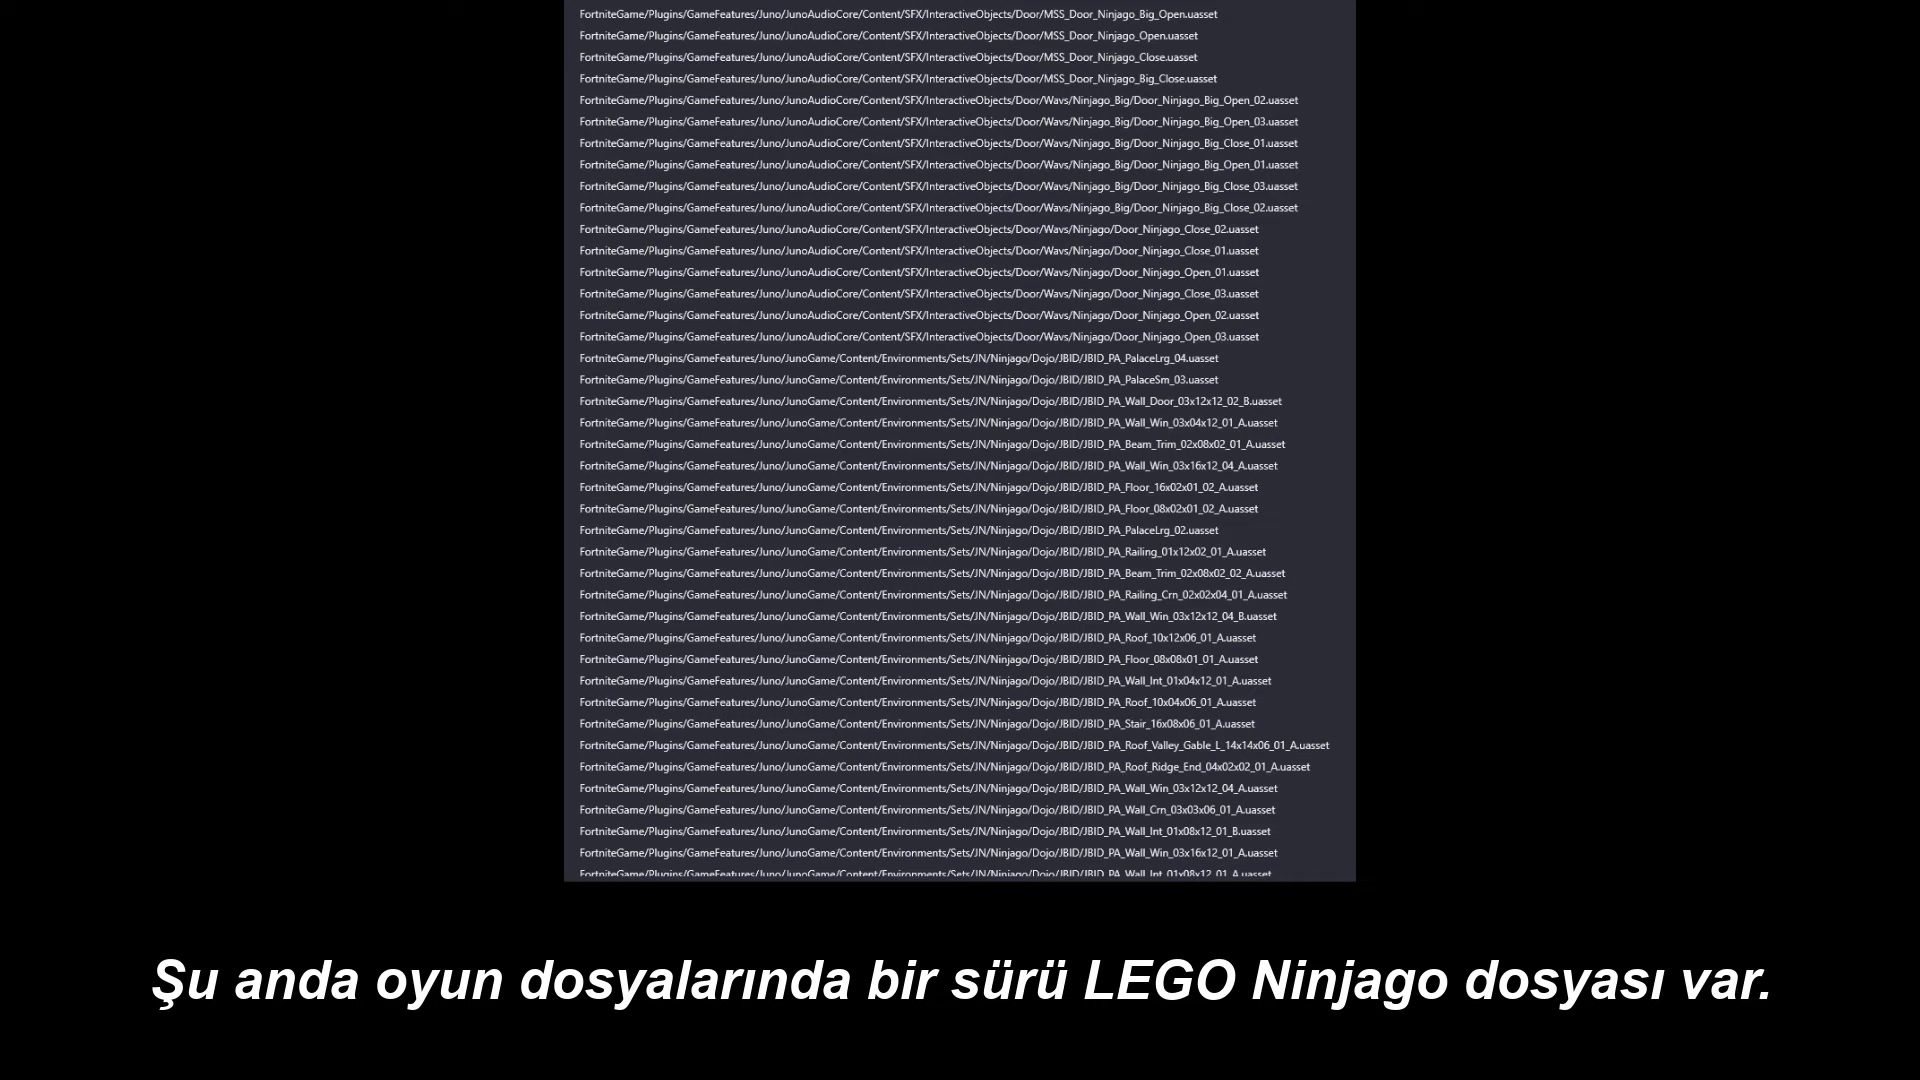 FortniteGame/Plugins/GameFeatures/Juno/JunoAudioCore/Content/SFX/InteractiveObjects/Door/MSS_Door_Ninjago_Big_Open.uasset
FortniteGame/Plugins/GameFeatures/Juno/JunoAudioCore/Content/SFX/InteractiveObjects/Door/MSS_Door_Ninjago_Open.uasset
FortniteGame/Plugins/GameFeatures/Juno/JunoAudioCore/Content/SFX/InteractiveObjects/Door/MSS_Door_Ninjago_Close.uasset
FortniteGame/Plugins/GameFeatures/Juno/JunoAudioCore/Content/SFX/InteractiveObjects/Door/MSS_Door_Ninjago_Big_Close.uasset
FortniteGame/Plugins/GameFeatures/Juno/JunoAudioCore/Content/SFX/InteractiveObjects/Door/Wavs/Ninjago_Big/Door_Ninjago_Big_Open_02.uasset
FortniteGame/Plugins/GameFeatures/Juno/JunoAudioCore/Content/SFX/InteractiveObjects/Door/Wavs/Ninjago_Big/Door_Ninjago_Big_Open_03.uasset
FortniteGame/Plugins/GameFeatures/Juno/JunoAudioCore/Content/SFX/InteractiveObjects/Door/Wavs/Ninjago_Big/Door_Ninjago_Big_Close_01.uasset
FortniteGame/Plugins/GameFeatures/Juno/JunoAudioCore/Content/SFX/InteractiveObjects/Door/Wavs/Ninjago_Big/Door_Ninjago_Big_Open_01.uasset
FortniteGame/Plugins/GameFeatures/Juno/JunoAudioCore/Content/SFX/InteractiveObjects/Door/Wavs/Ninjago_Big/Door_Ninjago_Big_Close_03.uasset
FortniteGame/Plugins/GameFeatures/Juno/JunoAudioCore/Content/SFX/InteractiveObjects/Door/Wavs/Ninjago_Big/Door_Ninjago_Big_Close_02.uasset
FortniteGame/Plugins/GameFeatures/Juno/JunoAudioCore/Content/SFX/InteractiveObjects/Door/Wavs/Ninjago/Door_Ninjago_Close_02.uasset
FortniteGame/Plugins/GameFeatures/Juno/JunoAudioCore/Content/SFX/InteractiveObjects/Door/Wavs/Ninjago/Door_Ninjago_Close_01.uasset
FortniteGame/Plugins/GameFeatures/Juno/JunoAudioCore/Content/SFX/InteractiveObjects/Door/Wavs/Ninjago/Door_Ninjago_Open_01.uasset
FortniteGame/Plugins/GameFeatures/Juno/JunoAudioCore/Content/SFX/InteractiveObjects/Door/Wavs/Ninjago/Door_Ninjago_Close_03.uasset
FortniteGame/Plugins/GameFeatures/Juno/JunoAudioCore/Content/SFX/InteractiveObjects/Door/Wavs/Ninjago/Door_Ninjago_Open_02.uasset
FortniteGame/Plugins/GameFeatures/Juno/JunoAudioCore/Content/SFX/InteractiveObjects/Door/Wavs/Ninjago/Door_Ninjago_Open_03.uasset
FortniteGame/Plugins/GameFeatures/Juno/JunoGame/Content/Environments/Sets/JN/Ninjago/Dojo/JBID/JBID_PA_PalaceLrg_04.uasset
FortniteGame/Plugins/GameFeatures/Juno/JunoGame/Content/Environments/Sets/JN/Ninjago/Dojo/JBID/JBID_PA_PalaceSm_03.uasset
FortniteGame/Plugins/GameFeatures/Juno/JunoGame/Content/Environments/Sets/JN/Ninjago/Dojo/JBID/JBID_PA_Wall_Door_03x12x12_02_B.uasset
FortniteGame/Plugins/GameFeatures/Juno/JunoGame/Content/Environments/Sets/JN/Ninjago/Dojo/JBID/JBID_PA_Wall_Win_03x04x12_01_A.uasset
FortniteGame/Plugins/GameFeatures/Juno/JunoGame/Content/Environments/Sets/JN/Ninjago/Dojo/JBID/JBID_PA_Beam_Trim_02x08x02_01_A.uasset
FortniteGame/Plugins/GameFeatures/Juno/JunoGame/Content/Environments/Sets/JN/Ninjago/Dojo/JBID/JBID_PA_Wall_Win_03x16x12_04_A.uasset
FortniteGame/Plugins/GameFeatures/Juno/JunoGame/Content/Environments/Sets/JN/Ninjago/Dojo/JBID/JBID_PA_Floor_16x02x01_02_A.uasset
FortniteGame/Plugins/GameFeatures/Juno/JunoGame/Content/Environments/Sets/JN/Ninjago/Dojo/JBID/JBID_PA_Floor_08x02x01_02_A.uasset
FortniteGame/Plugins/GameFeatures/Juno/JunoGame/Content/Environments/Sets/JN/Ninjago/Dojo/JBID/JBID_PA_PalaceLrg_02.uasset
FortniteGame/Plugins/GameFeatures/Juno/JunoGame/Content/Environments/Sets/JN/Ninjago/Dojo/JBID/JBID_PA_Railing_01x12x02_01_A.uasset
FortniteGame/Plugins/GameFeatures/Juno/JunoGame/Content/Environments/Sets/JN/Ninjago/Dojo/JBID/JBID_PA_Beam_Trim_02x08x02_02_A.uasset
FortniteGame/Plugins/GameFeatures/Juno/JunoGame/Content/Environments/Sets/JN/Ninjago/Dojo/JBID/JBID_PA_Railing_Crn_02x02x04_01_A.uasset
FortniteGame/Plugins/GameFeatures/Juno/JunoGame/Content/Environments/Sets/JN/Ninjago/Dojo/JBID/JBID_PA_Wall_Win_03x12x12_04_B.uasset
FortniteGame/Plugins/GameFeatures/Juno/JunoGame/Content/Environments/Sets/JN/Ninjago/Dojo/JBID/JBID_PA_Roof_10x12x06_01_A.uasset
FortniteGame/Plugins/GameFeatures/Juno/JunoGame/Content/Environments/Sets/JN/Ninjago/Dojo/JBID/JBID_PA_Floor_08x08x01_01_A.uasset
FortniteGame/Plugins/GameFeatures/Juno/JunoGame/Content/Environments/Sets/JN/Ninjago/Dojo/JBID/JBID_PA_Wall_Int_01x04x12_01_A.uasset
FortniteGame/Plugins/GameFeatures/Juno/JunoGame/Content/Environments/Sets/JN/Ninjago/Dojo/JBID/JBID_PA_Roof_10x04x06_01_A.uasset
FortniteGame/Plugins/GameFeatures/Juno/JunoGame/Content/Environments/Sets/JN/Ninjago/Dojo/JBID/JBID_PA_Stair_16x08x06_01_A.uasset
FortniteGame/Plugins/GameFeatures/Juno/JunoGame/Content/Environments/Sets/JN/Ninjago/Dojo/JBID/JBID_PA_Roof_Valley_Gable_L_14x14x06_01_A.uasset
FortniteGame/Plugins/GameFeatures/Juno/JunoGame/Content/Environments/Sets/JN/Ninjago/Dojo/JBID/JBID_PA_Roof_Ridge_End_04x02x02_01_A.uasset
FortniteGame/Plugins/GameFeatures/Juno/JunoGame/Content/Environments/Sets/JN/Ninjago/Dojo/JBID/JBID_PA_Wall_Win_03x12x12_04_A.uasset
FortniteGame/Plugins/GameFeatures/Juno/JunoGame/Content/Environments/Sets/JN/Ninjago/Dojo/JBID/JBID_PA_Wall_Crn_03x03x06_01_A.uasset
FortniteGame/Plugins/GameFeatures/Juno/JunoGame/Content/Environments/Sets/JN/Ninjago/Dojo/JBID/JBID_PA_Wall_Int_01x08x12_01_B.uasset
FortniteGame/Plugins/GameFeatures/Juno/JunoGame/Content/Environments/Sets/JN/Ninjago/Dojo/JBID/JBID_PA_Wall_Win_03x16x12_01_A.uasset
FortniteGame/Plugins/GameFeatures/Juno/JunoGame/Content/Environments/Sets/JN/Ninjago/Dojo/JBID/JBID_PA_Wall_Int_01x08x12_01_A.uasset
Şu anda oyun dosyalarında bir sürü LEGO Ninjago dosyası var.